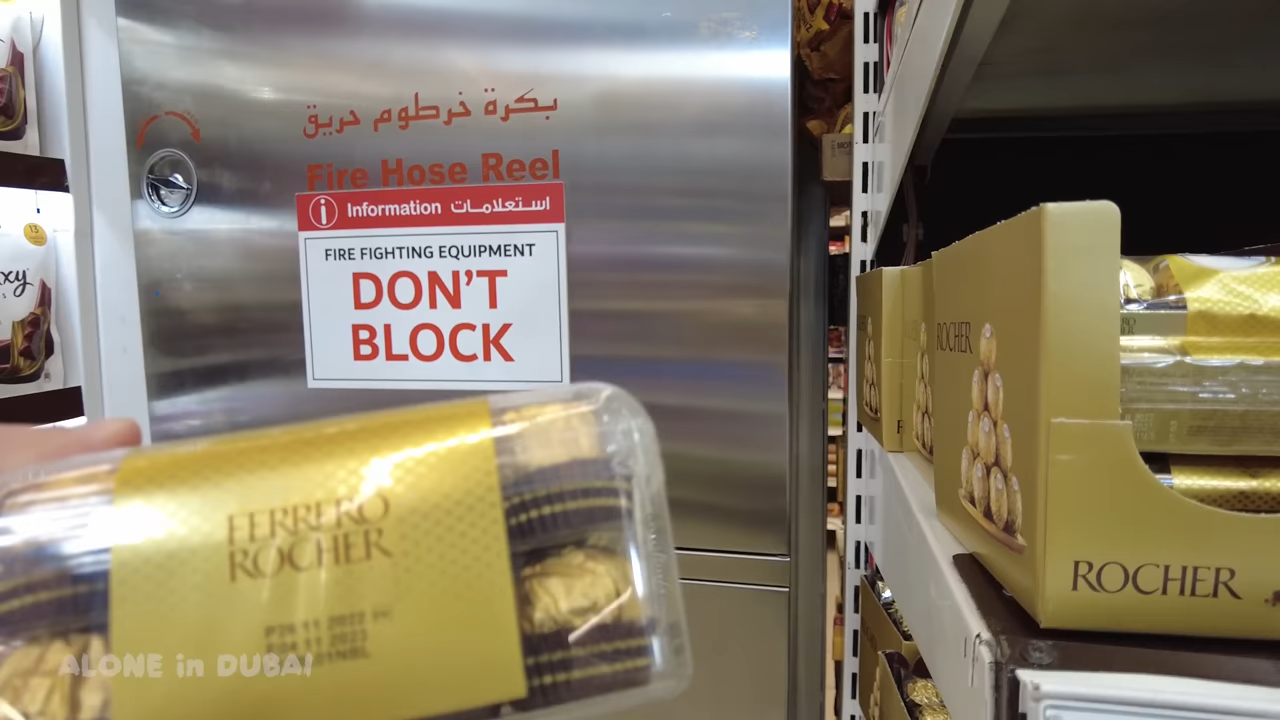 بكرة خرطوم حريق
Fire Hose Reel
i Information استعلامات
FIRE FIGHTING EQUIPMENT
DON'T
BLOCK
FERRERO
ROCHER
ROCHER
ROCHER
13
ALONE in DUBAI